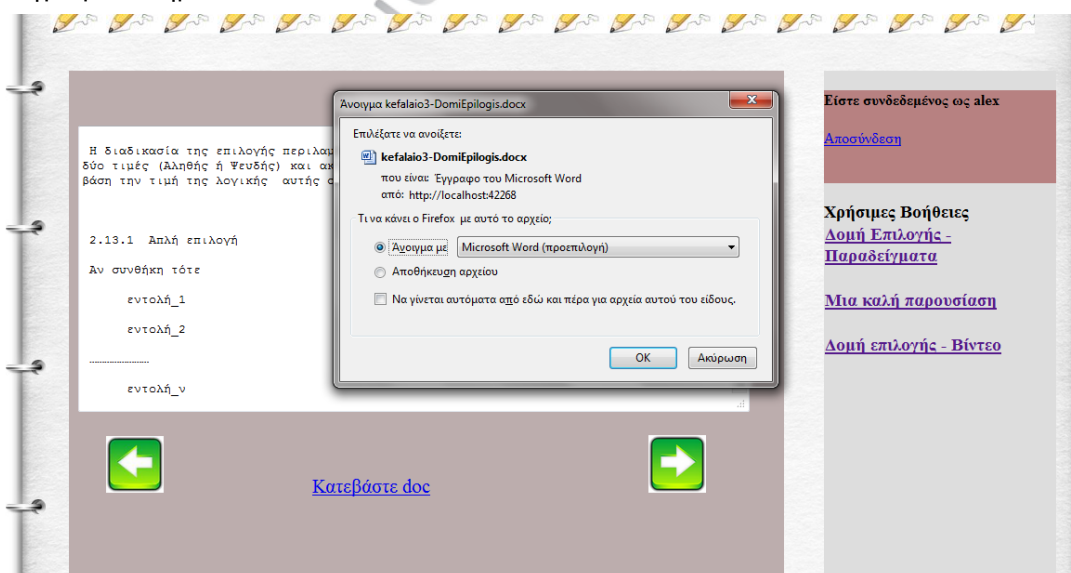 Άνοιγμα kefalaio3-DomiEpilogis.docx
Επιλέξατε να ανοίξετε:
kefalaio3-DomiEpilogis.docx
που είναι: Έγγραφο του Microsoft Word
από: http://localhost:42268
Τι να κάνει ο Firefox με αυτό το αρχείο;
Άνοιγμα με Microsoft Word (προεπιλογή)
Αποθήκευση αρχείου
Να γίνεται αυτόματα από εδώ και πέρα για αρχεία αυτού του είδους.
OK Ακύρωση
Η διαδικασία της επιλογής
δύο τιμές (Αληθής ή Ψευδής) και
βάση την τιμή της λογικής αυτής
2.13.1 Απλή επιλογή
Αν συνθήκη τότε
εντολή_1
εντολή_2
……………………
εντολή_ν
Κατεβάστε doc
Είστε συνδεδεμένος ως alex
Αποσύνδεση
Χρήσιμες Βοήθειες
Δομή Επιλογής -
Παραδείγματα
Μια καλή παρουσίαση
Δομή επιλογής - Βίντεο